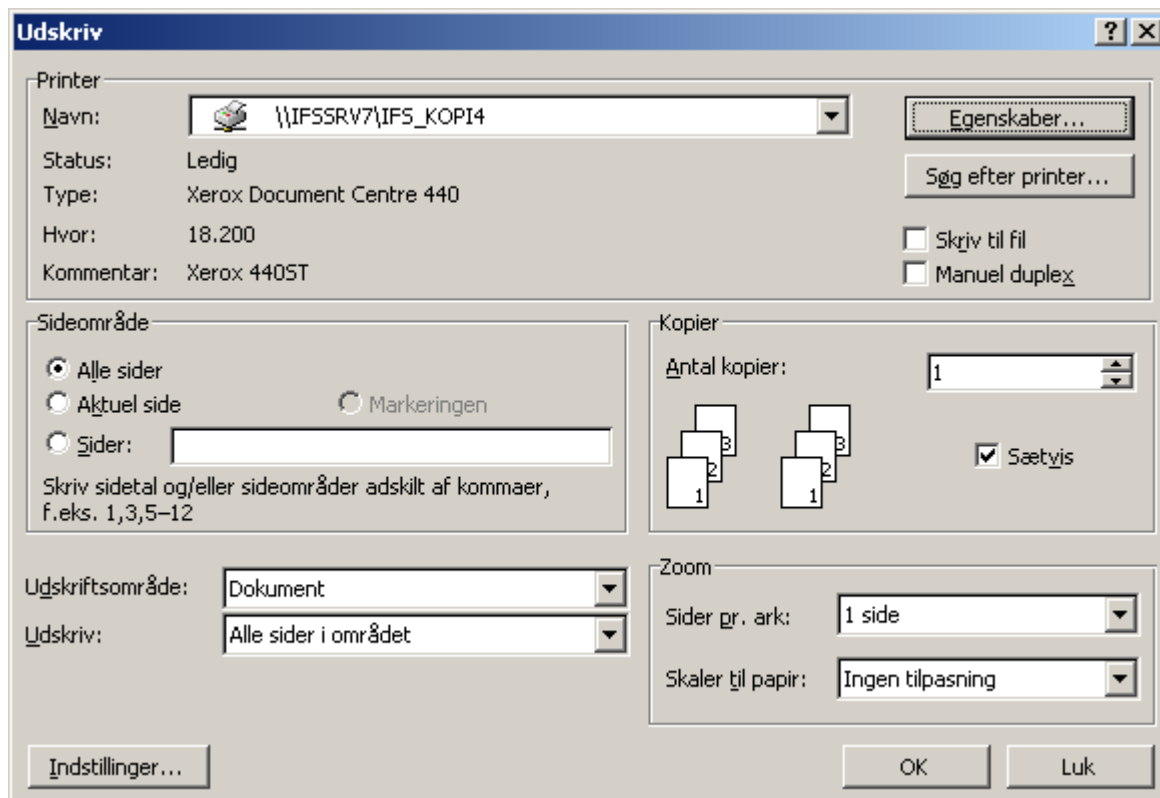 Udskriv
Printer
Navn: \\IFSSRV7\IFS_KOPI4 Egenskaber...
Status: Ledig
Type: Xerox Document Centre 440 Søg efter printer...
Hvor: 18.200 Skriv til fil
Kommentar: Xerox 440ST Manuel duplex
Sideområde
Alle sider
Aktuel side Markeringen
Sider:
Skriv sidetal og/eller sideområder adskilt af kommaer,
f.eks. 1,3,5–12
Kopier
Antal kopier: 1
3 3
2 2
1 1
Sætvis
Udskriftsområde: Dokument
Udskriv: Alle sider i området
Zoom
Sider pr. ark: 1 side
Skaler til papir: Ingen tilpasning
Indstillinger... OK Luk